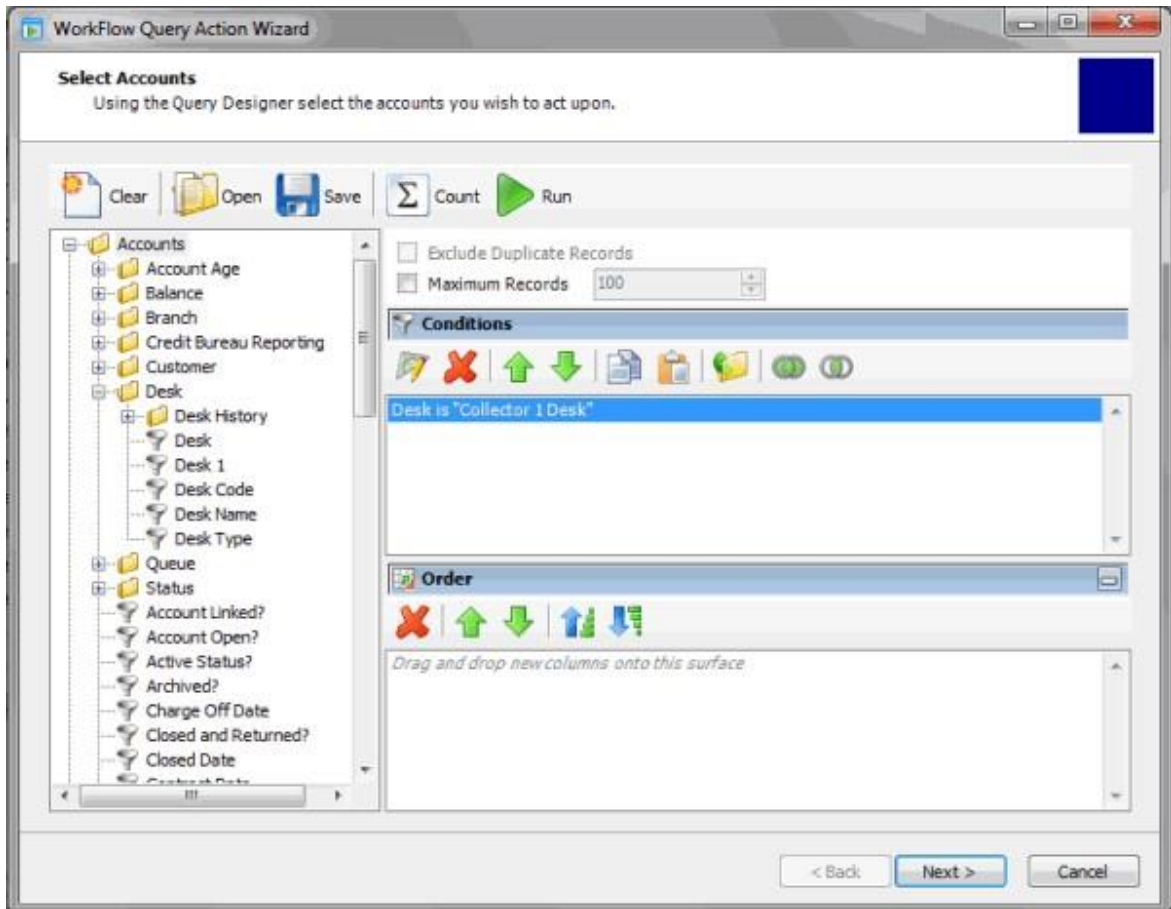 WorkFlow Query Action Wizard
Select Accounts
Using the Query Designer select the accounts you wish to act upon.
Clear Open Save Σ Count Run
Accounts
Account Age
Balance
Branch
Credit Bureau Reporting
Customer
Desk
Desk History
Desk
Desk 1
Desk Code
Desk Name
Desk Type
Queue
Status
Account Linked?
Account Open?
Active Status?
Archived?
Charge Off Date
Closed and Returned?
Closed Date
Exclude Duplicate Records
Maximum Records 100
Conditions
Desk is "Collector 1 Desk"
Order
Drag and drop new columns onto this surface
< Back Next > Cancel